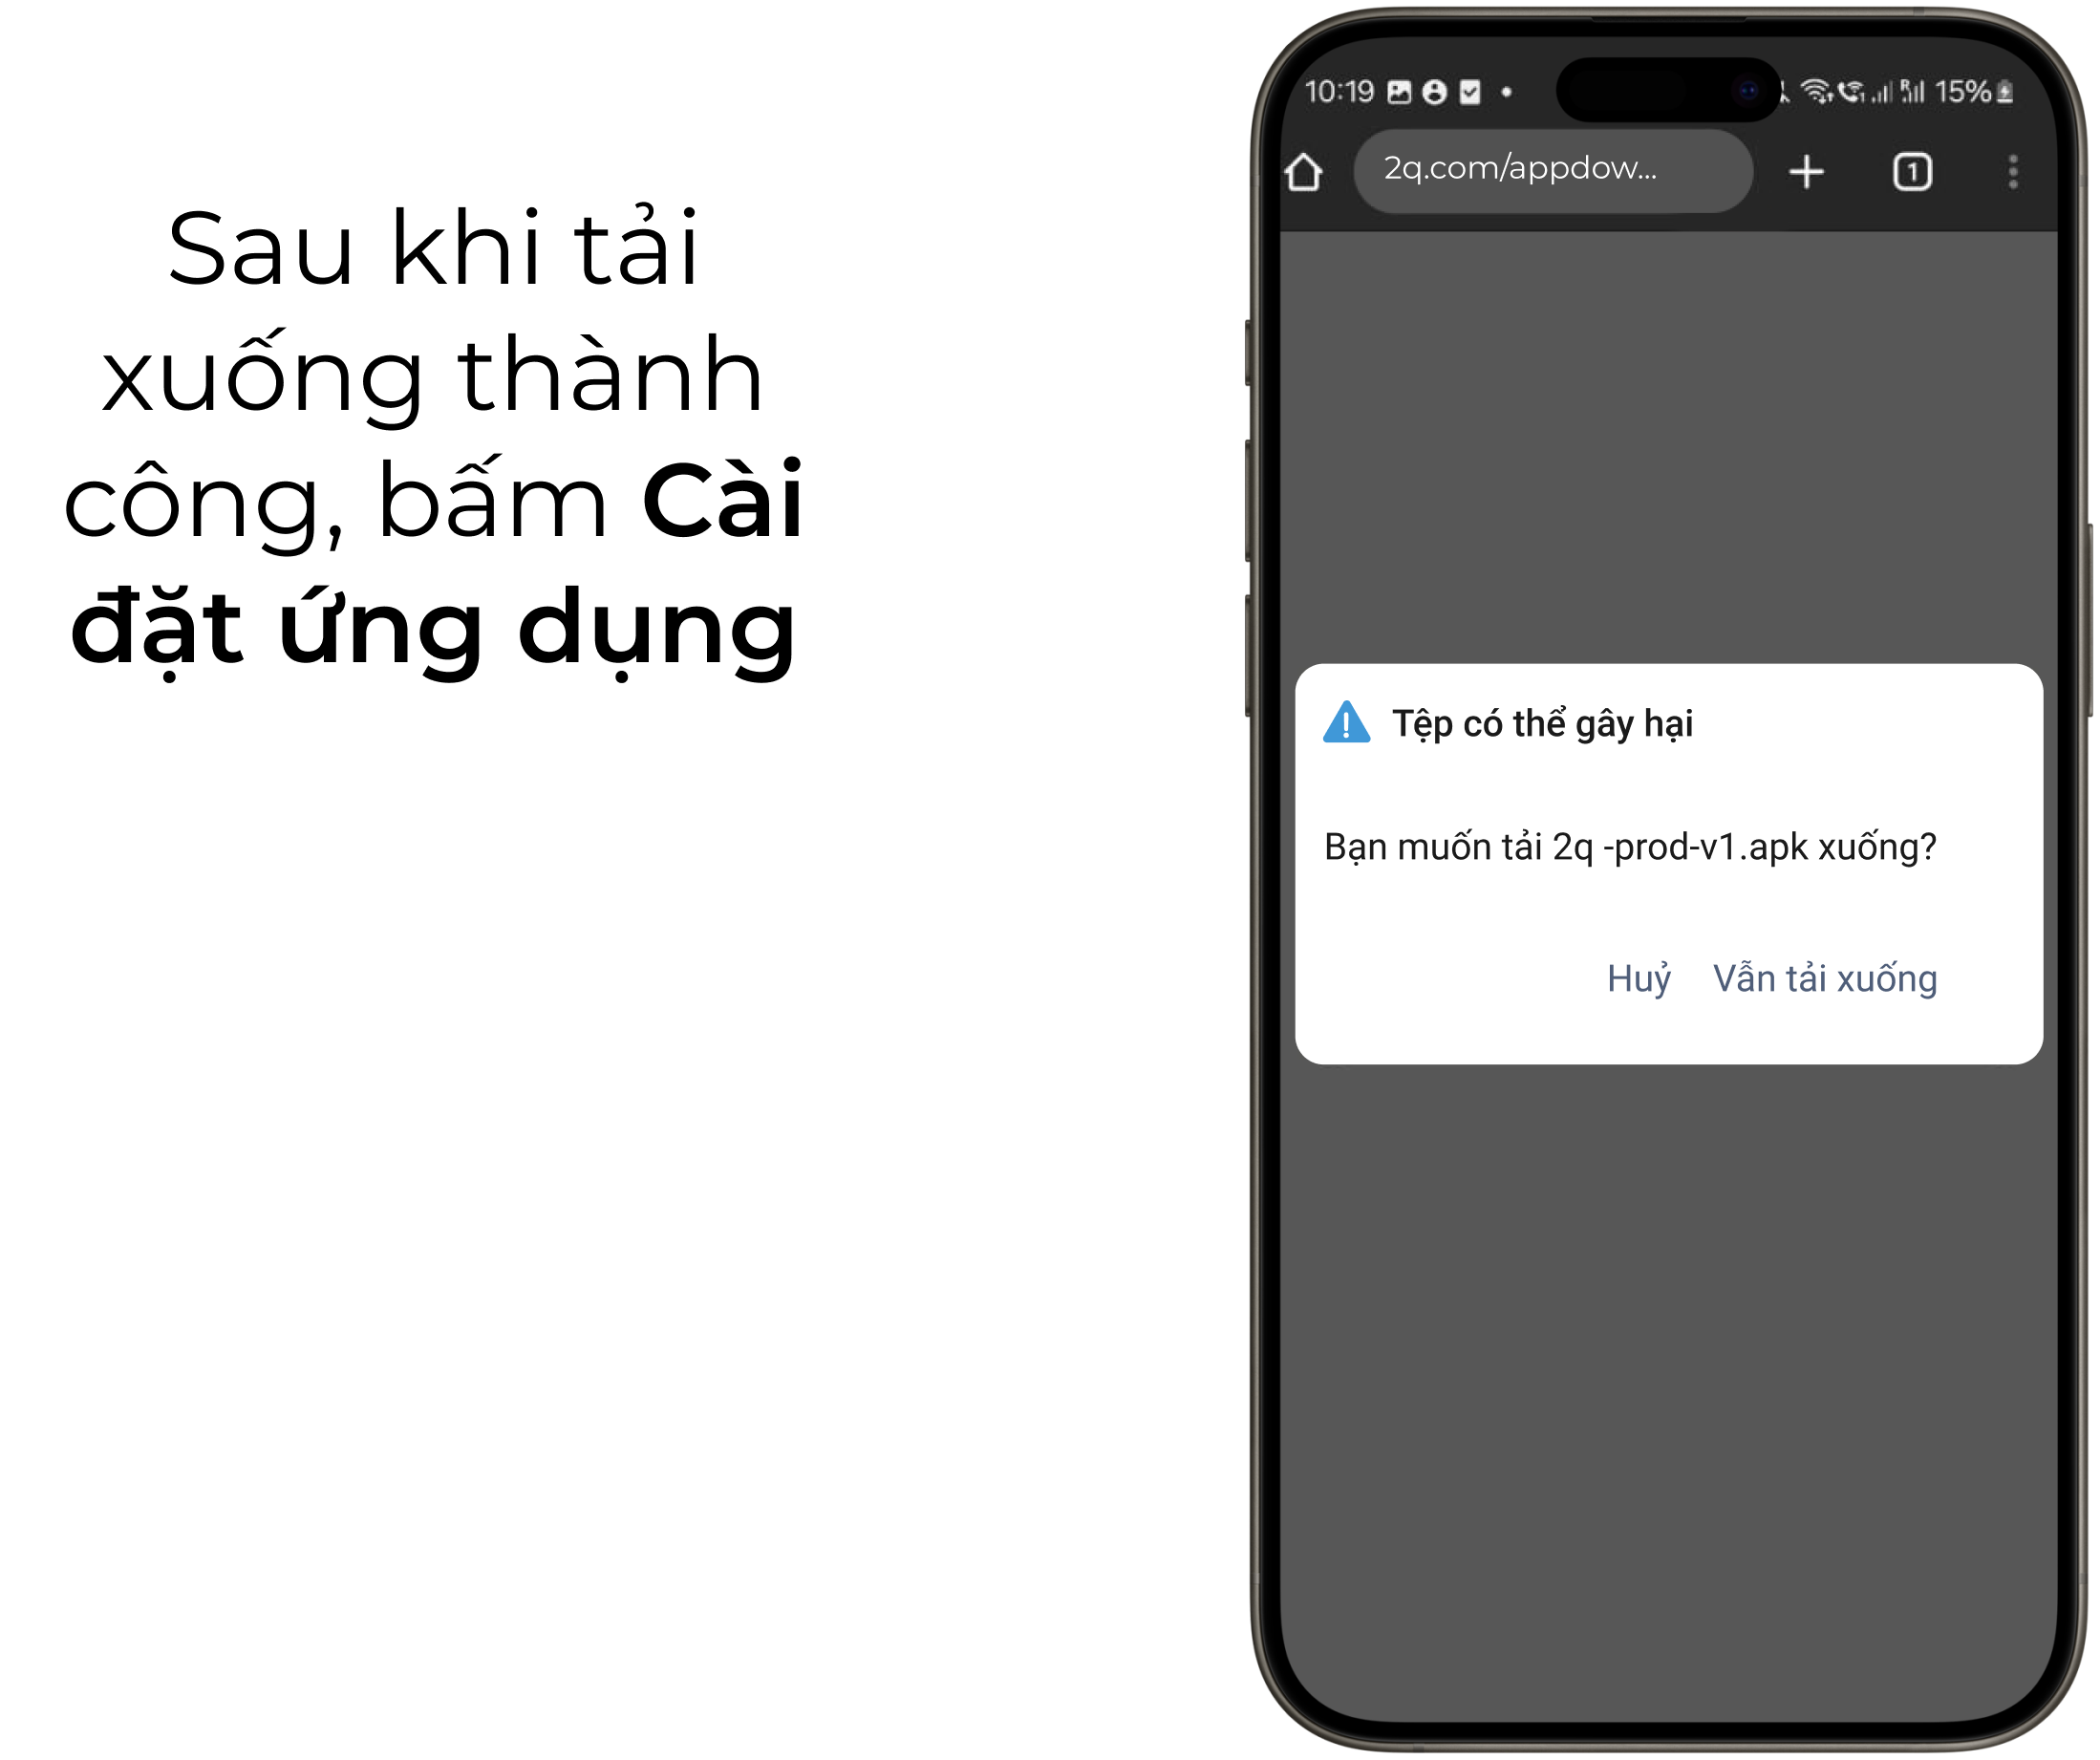 Sau khi tải
xuống thành
công, bấm Cài
đặt ứng dụng
10:19
15%
2q.com/appdow...
1
Tệp có thể gây hại
Bạn muốn tải 2q -prod-v1.apk xuống?
Huỷ Vẫn tải xuống